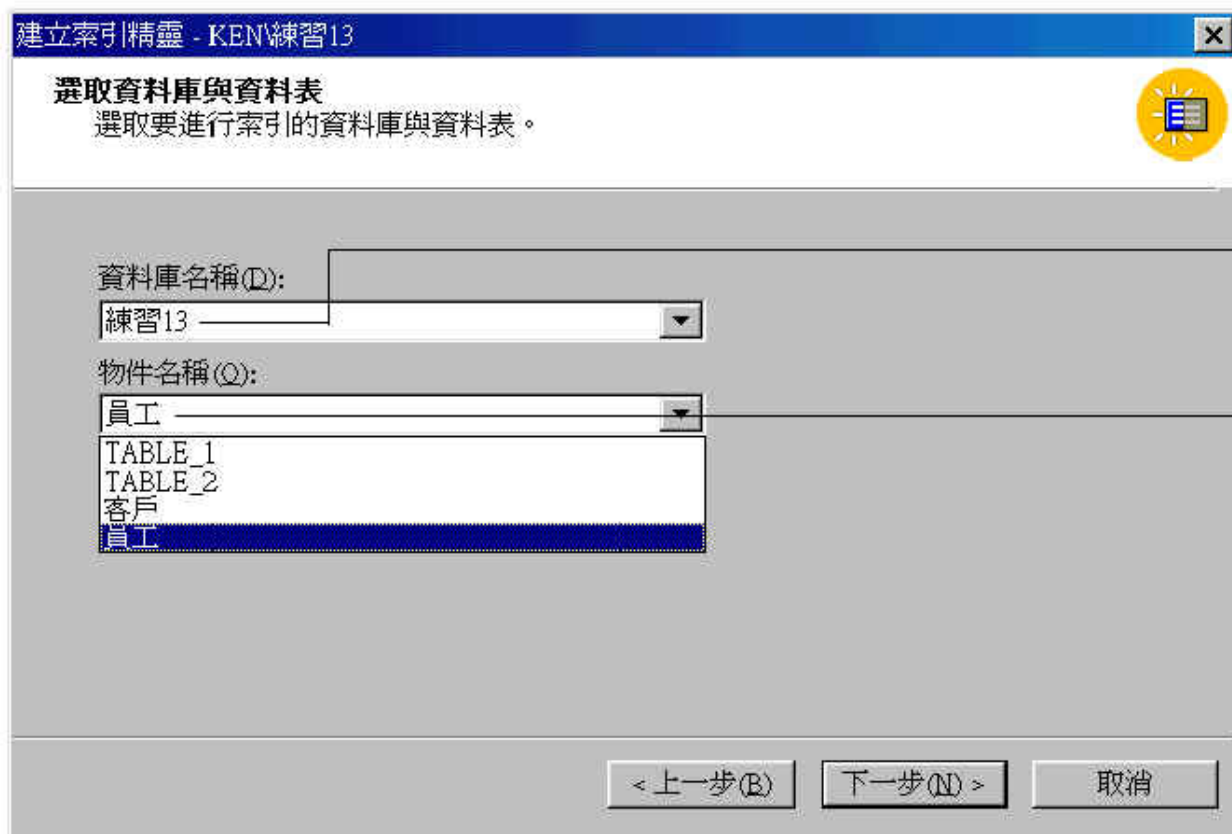 建立索引精靈 - KEN\練習13
選取資料庫與資料表
選取要進行索引的資料庫與資料表。
資料庫名稱(D):
練習13
物件名稱(O):
員工
TABLE_1
TABLE_2
客戶
員工
< 上一步(B)
下一步(N) >
取消